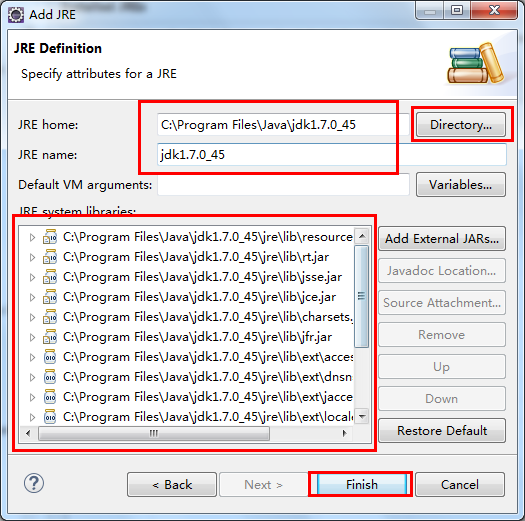 Add JRE
JRE Definition
Specify attributes for a JRE
JRE home:
C:\Program Files\Java\jdk1.7.0_45
Directory...
JRE name:
jdk1.7.0_45
Default VM arguments:
Variables...
JRE system libraries:
C:\Program Files\Java\jdk1.7.0_45\jre\lib\resource
C:\Program Files\Java\jdk1.7.0_45\jre\lib\rt.jar
C:\Program Files\Java\jdk1.7.0_45\jre\lib\jsse.jar
C:\Program Files\Java\jdk1.7.0_45\jre\lib\jce.jar
C:\Program Files\Java\jdk1.7.0_45\jre\lib\charsets.
C:\Program Files\Java\jdk1.7.0_45\jre\lib\jfr.jar
C:\Program Files\Java\jdk1.7.0_45\jre\lib\ext\acces
C:\Program Files\Java\jdk1.7.0_45\jre\lib\ext\dnsn
C:\Program Files\Java\jdk1.7.0_45\jre\lib\ext\jacce
C:\Program Files\Java\jdk1.7.0_45\jre\lib\ext\locale
Add External JARs...
Javadoc Location...
Source Attachment...
Remove
Up
Down
Restore Default
?
< Back
Next >
Finish
Cancel